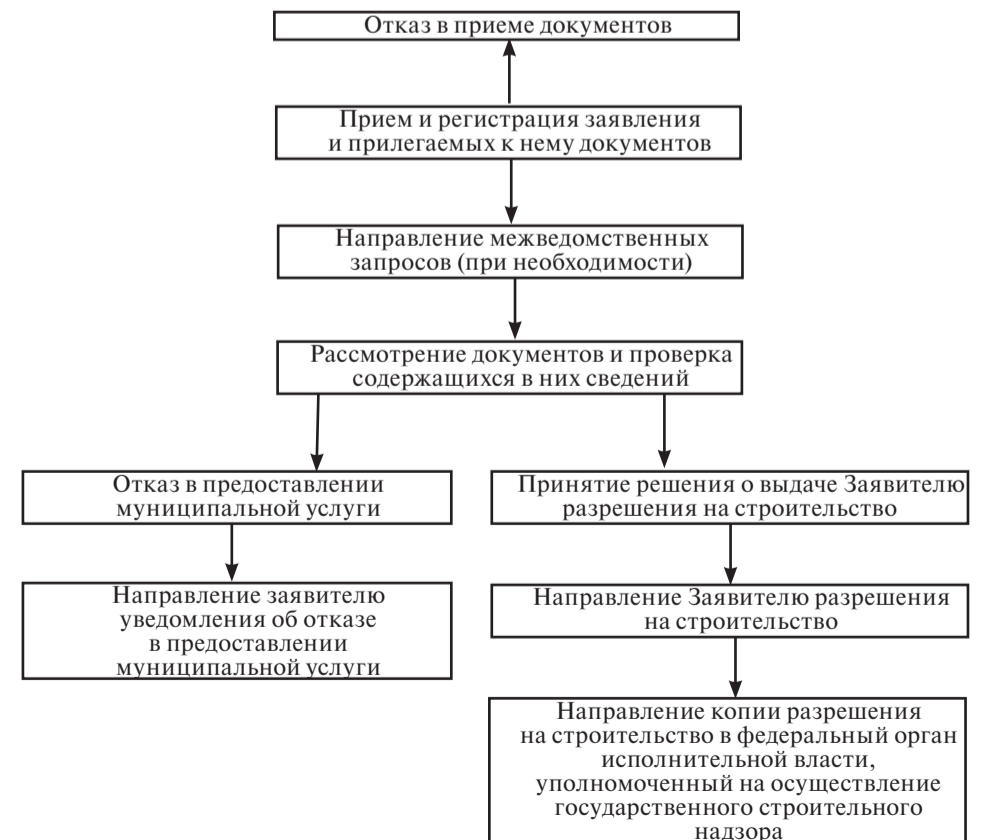 Отказ в приеме документов
Прием и регистрация заявления
и прилегаемых к нему документов
Направление межведомственных
запросов (при необходимости)
Рассмотрение документов и проверка
содержащихся в них сведений
Отказ в предоставлении
муниципальной услуги
Принятие решения о выдаче Заявителю
разрешения на строительство
Направление заявителю
уведомления об отказе
в предоставлении
муниципальной услуги
Направление Заявителю разрешения
на строительство
Направление копии разрешения
на строительство в федеральный орган
исполнительной власти,
уполномоченный на осуществление
государственного строительного
надзора